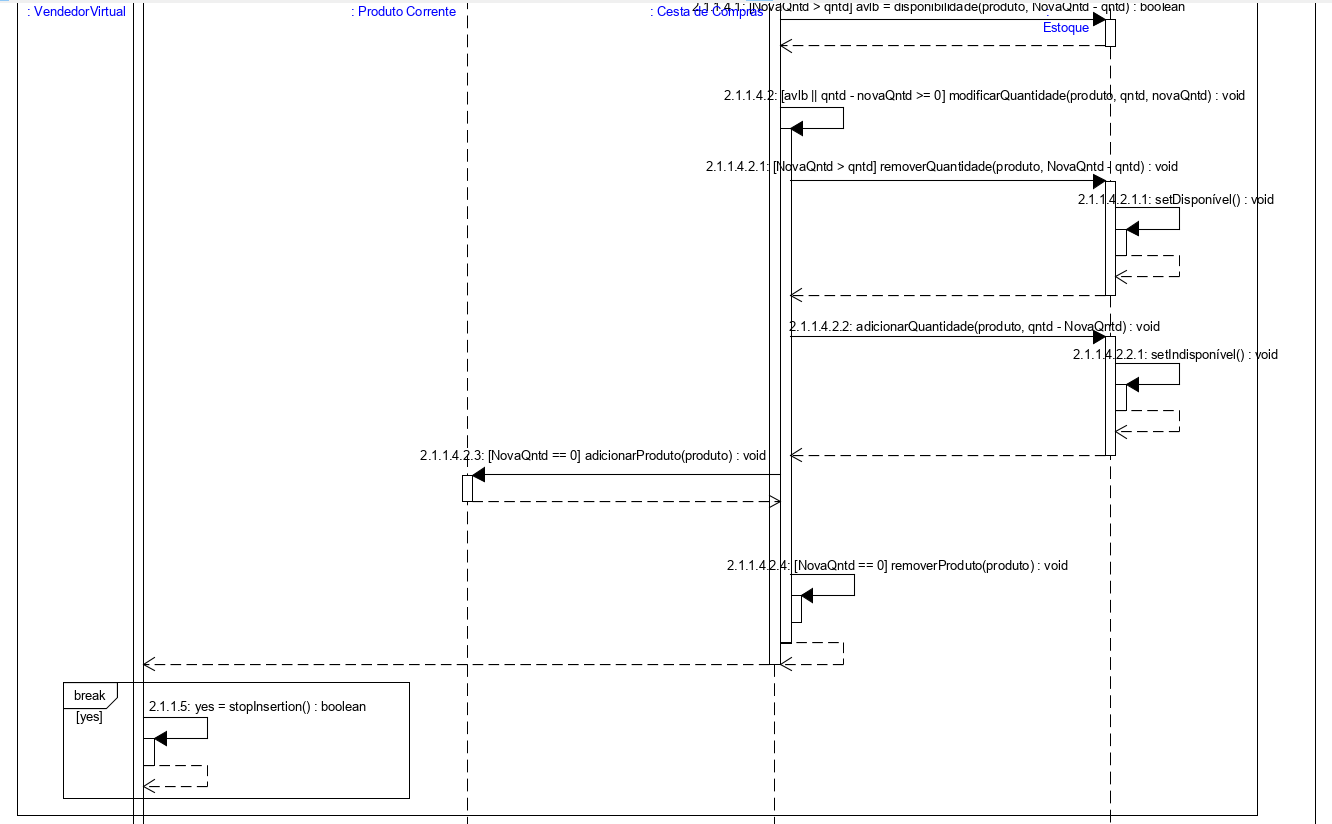 2.1.1.4.1: [NovaQntd > qntd] avlb = disponibilidade(produto, NovaQntd - qntd) : boolean
: VendedorVirtual
: Produto Corrente
: Cesta de Compras
:
Estoque
2.1.1.4.2: [avlb || qntd - novaQntd >= 0] modificarQuantidade(produto, qntd, novaQntd) : void
2.1.1.4.2.1: [NovaQntd > qntd] removerQuantidade(produto, NovaQntd - qntd) : void
2.1.1.4.2.1.1: setDisponível() : void
2.1.1.4.2.2: adicionarQuantidade(produto, qntd - NovaQntd) : void
2.1.1.4.2.2.1: setIndisponível() : void
2.1.1.4.2.3: [NovaQntd == 0] adicionarProduto(produto) : void
2.1.1.4.2.4: [NovaQntd == 0] removerProduto(produto) : void
break
2.1.1.5: yes = stopInsertion() : boolean
[yes]